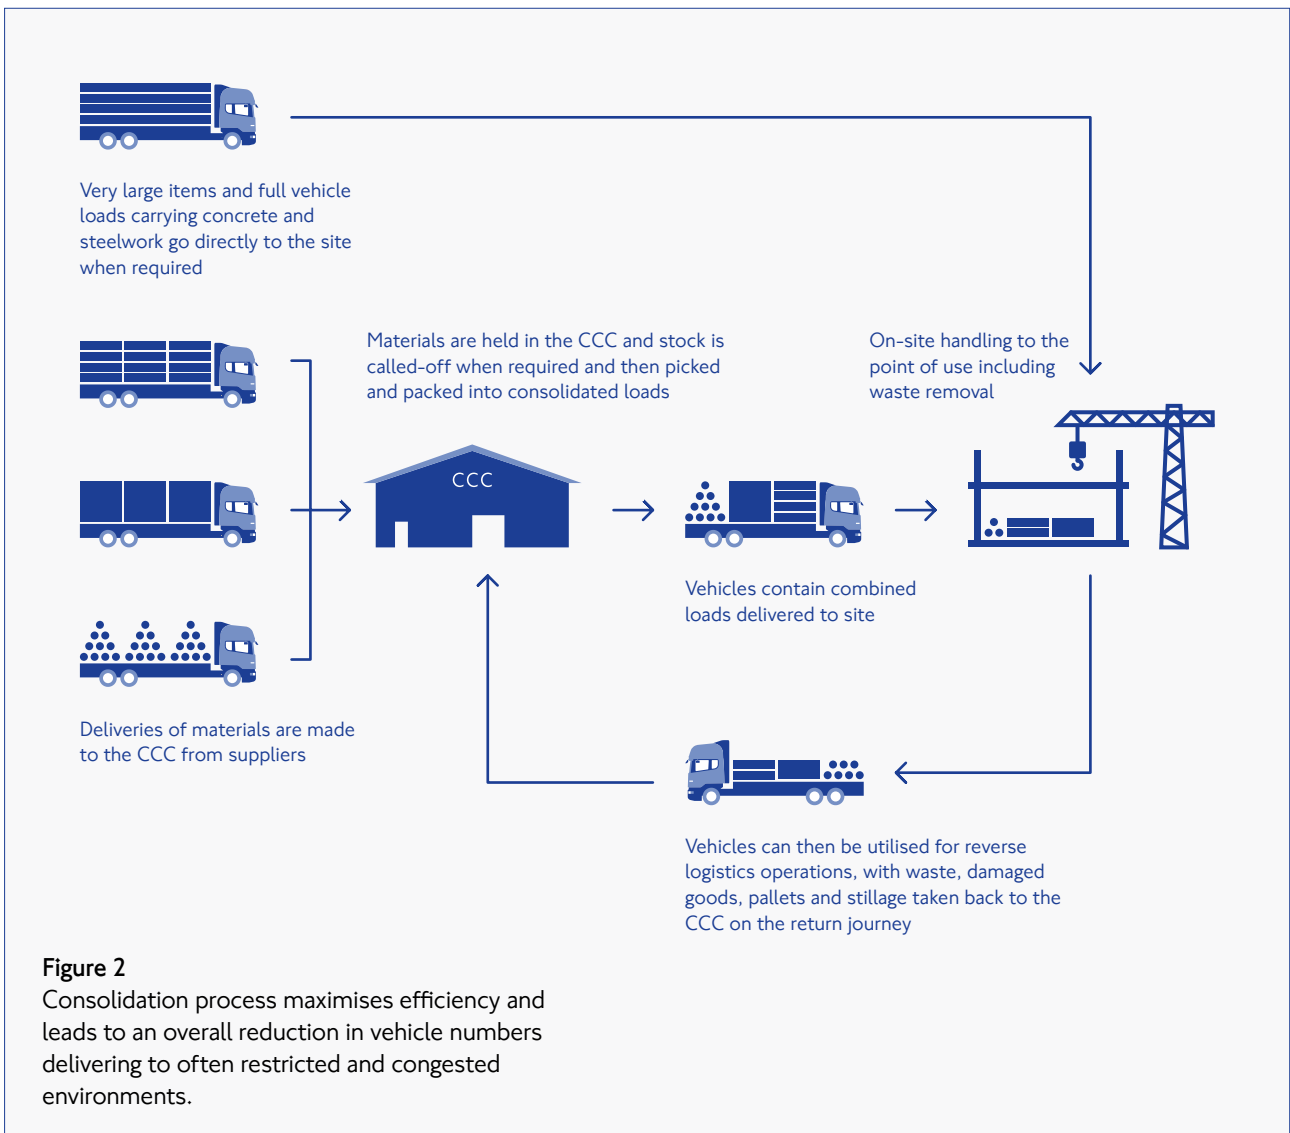 Very large items and full vehicle
loads carrying concrete and
steelwork go directly to the site
when required
Materials are held in the CCC and stock is
called-off when required and then picked
and packed into consolidated loads
On-site handling to the
point of use including
waste removal
CCC
Vehicles contain combined
loads delivered to site
Deliveries of materials are made
to the CCC from suppliers
Vehicles can then be utilised for reverse
logistics operations, with waste, damaged
goods, pallets and stillage taken back to the
CCC on the return journey
Figure 2
Consolidation process maximises efficiency and
leads to an overall reduction in vehicle numbers
delivering to often restricted and congested
environments.